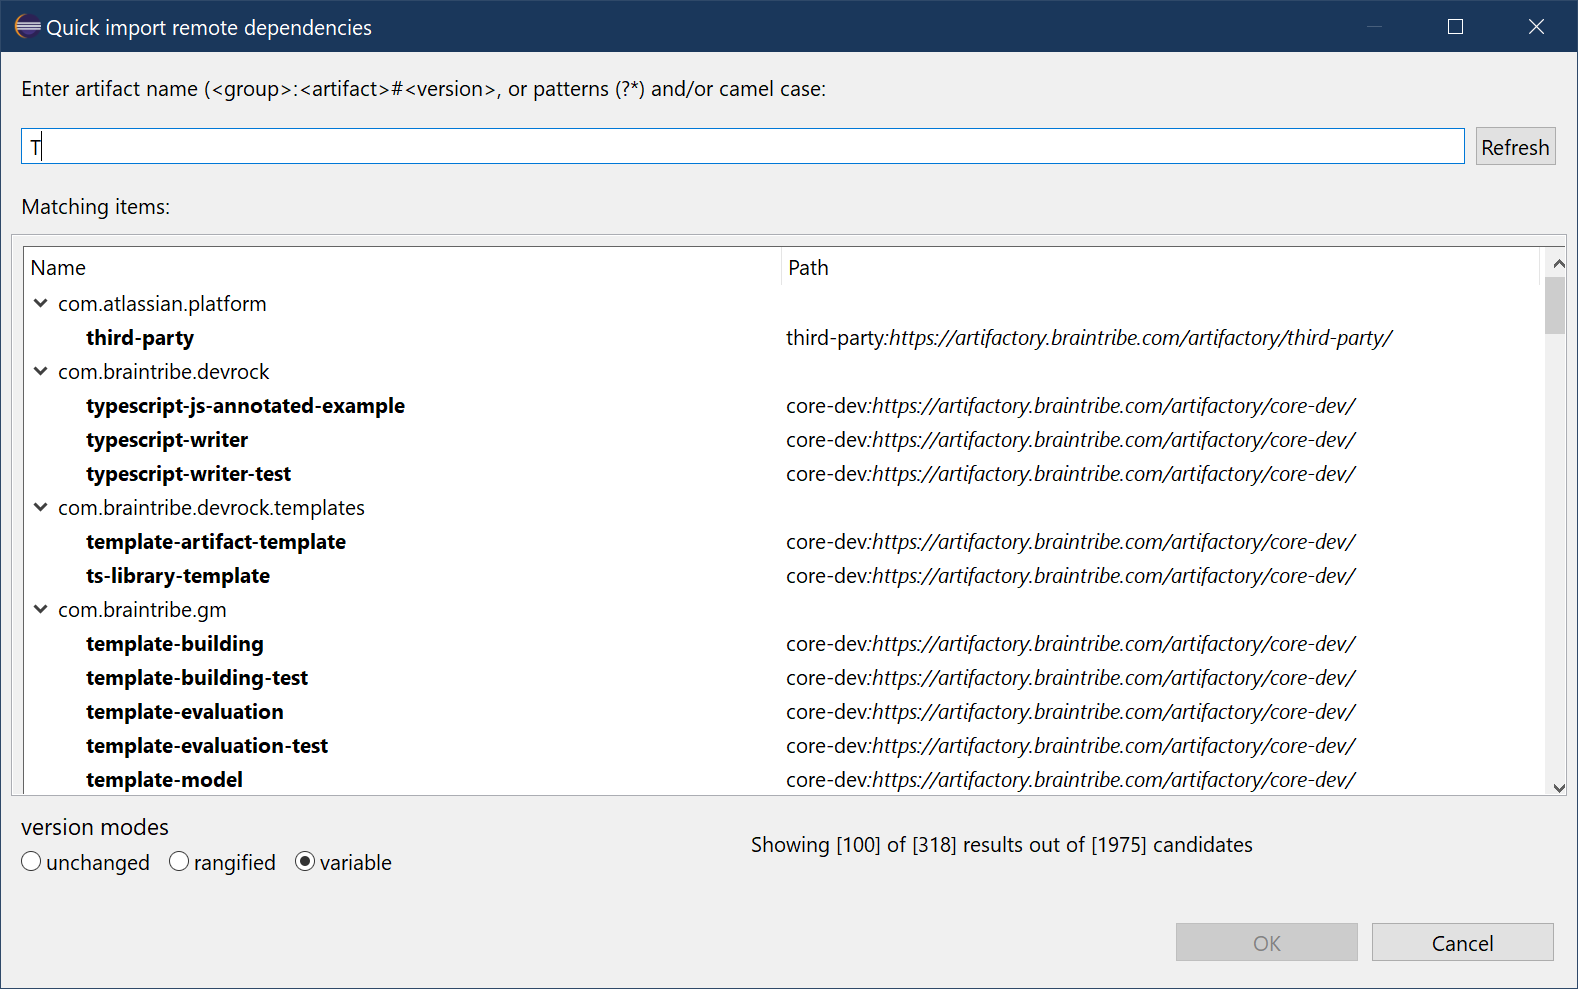 Quick import remote dependencies
Enter artifact name (<group>:<artifact>#<version>, or patterns (?*) and/or camel case:
T Refresh
Matching items:
Name Path
com.atlassian.platform
third-party third-party:https://artifactory.braintribe.com/artifactory/third-party/
com.braintribe.devrock
typescript-js-annotated-example core-dev:https://artifactory.braintribe.com/artifactory/core-dev/
typescript-writer core-dev:https://artifactory.braintribe.com/artifactory/core-dev/
typescript-writer-test core-dev:https://artifactory.braintribe.com/artifactory/core-dev/
com.braintribe.devrock.templates
template-artifact-template core-dev:https://artifactory.braintribe.com/artifactory/core-dev/
ts-library-template core-dev:https://artifactory.braintribe.com/artifactory/core-dev/
com.braintribe.gm
template-building core-dev:https://artifactory.braintribe.com/artifactory/core-dev/
template-building-test core-dev:https://artifactory.braintribe.com/artifactory/core-dev/
template-evaluation core-dev:https://artifactory.braintribe.com/artifactory/core-dev/
template-evaluation-test core-dev:https://artifactory.braintribe.com/artifactory/core-dev/
template-model core-dev:https://artifactory.braintribe.com/artifactory/core-dev/
version modes
Showing [100] of [318] results out of [1975] candidates
unchanged rangified variable
OK Cancel